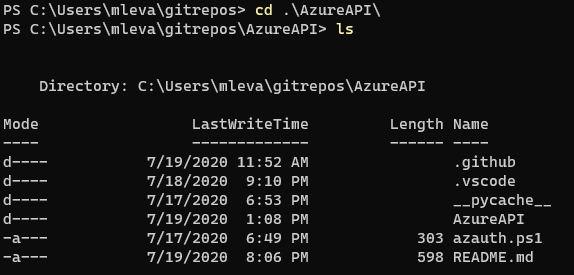 PS C:\Users\mleva\gitrepos> cd .\AzureAPI\
PS C:\Users\mleva\gitrepos\AzureAPI> ls
Directory: C:\Users\mleva\gitrepos\AzureAPI
Mode                 LastWriteTime         Length Name
----                 -------------         ------ ----
d----          7/19/2020 11:52 AM                .github
d----          7/18/2020  9:10 PM                .vscode
d----          7/17/2020  6:53 PM                __pycache__
d----          7/19/2020  1:08 PM                AzureAPI
-a---          7/17/2020  6:49 PM            303 azauth.ps1
-a---          7/19/2020  8:06 PM            598 README.md